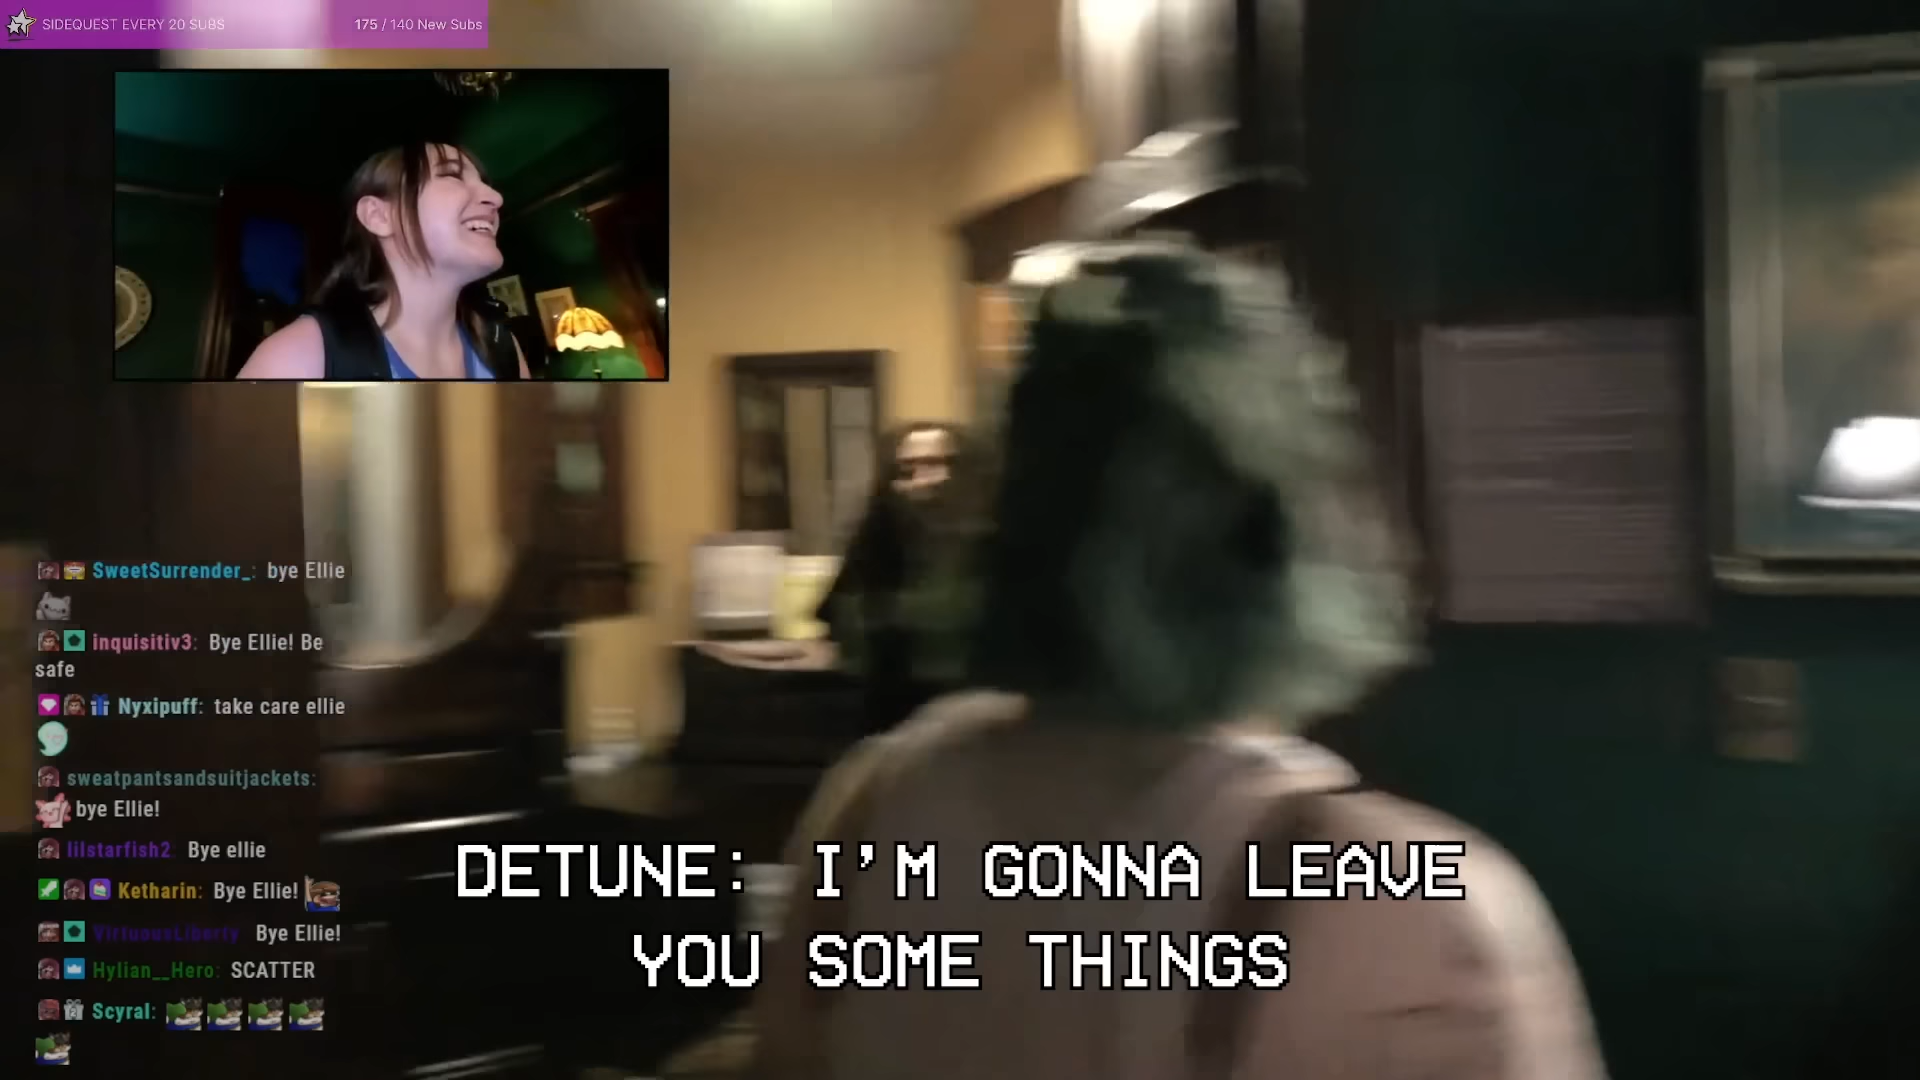 SIDEQUEST EVERY 20 SUBS
175 / 140 New Subs
SweetSurrender_: bye Ellie
inquisitiv3: Bye Ellie! Be
safe
Nyxipuff: take care ellie
sweatpantsandsuitjackets:
bye Ellie!
lilstarfish2: Bye ellie
Ketharin: Bye Ellie!
VirtuousLiberty Bye Ellie!
Hylian__Hero: SCATTER
Scyral:
DETUNE: I'M GONNA LEAVE
YOU SOME THINGS